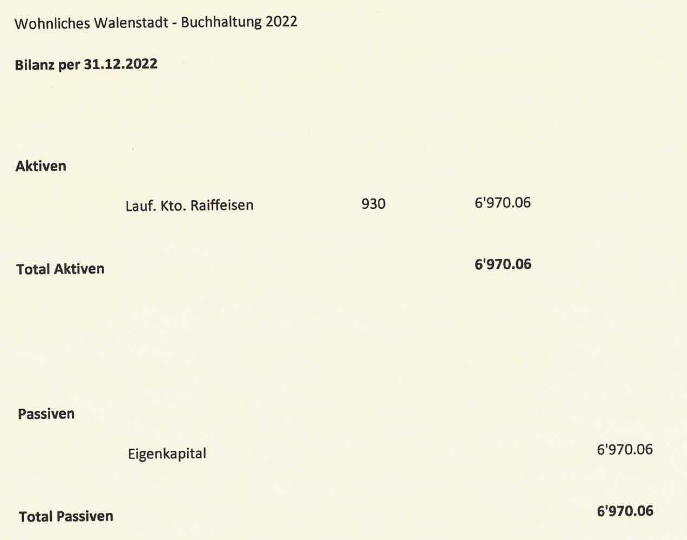 Wohnliches Walenstadt - Buchhaltung 2022
Bilanz per 31.12.2022
Aktiven
Lauf. Kto. Raiffeisen 930 6'970.06
Total Aktiven 6'970.06
Passiven
Eigenkapital 6'970.06
Total Passiven 6'970.06